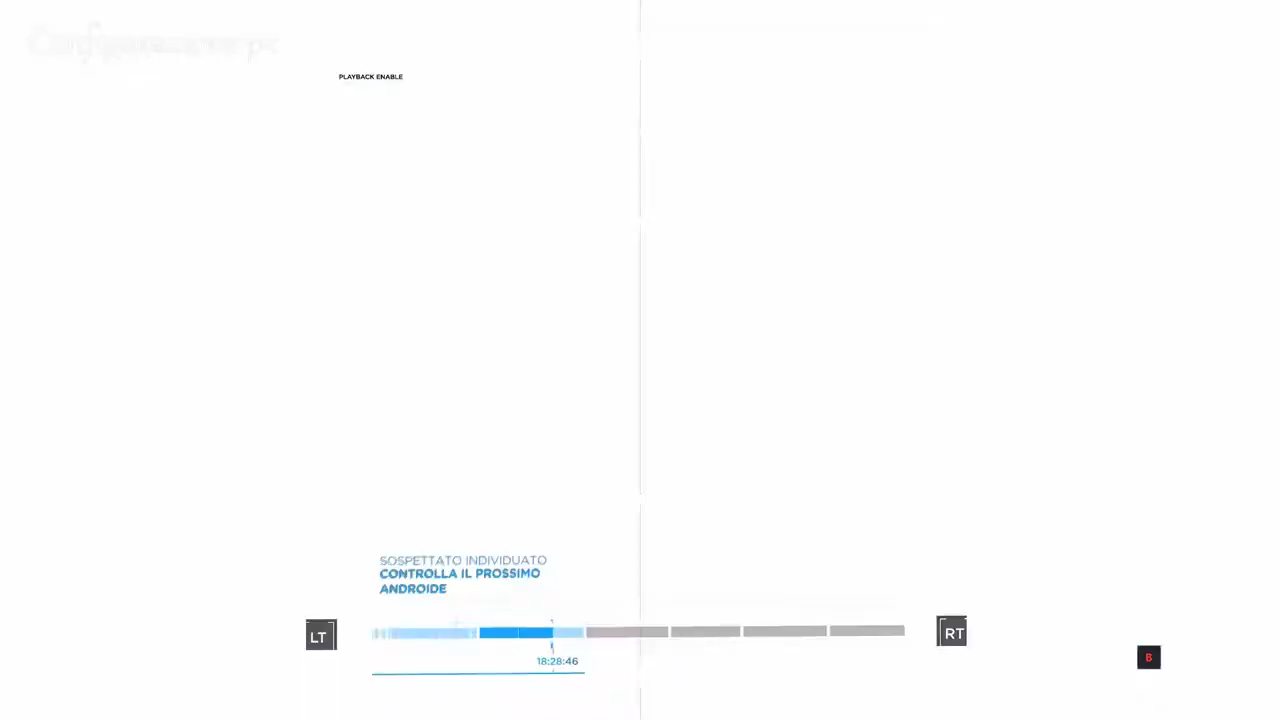 PLAYBACK ENABLE
SOSPETTATO INDIVIDUATO
CONTROLLA IL PROSSIMO
ANDROIDE
LT
RT
18:28:46
B